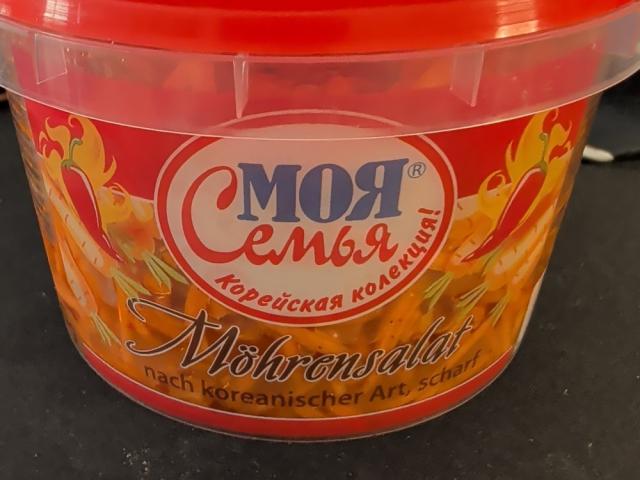 МОЯ®
Семья
корейская колекция!
Möhrensalat
nach koreanischer Art, scharf